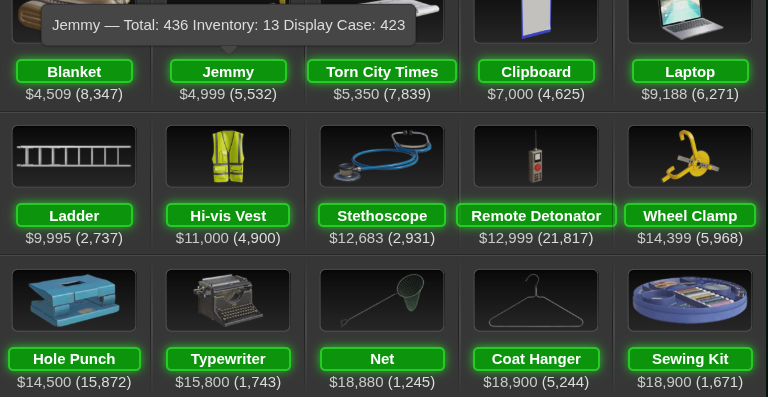 Jemmy — Total: 436 Inventory: 13 Display Case: 423
Blanket Jemmy Torn City Times Clipboard Laptop
$4,509 (8,347) $4,999 (5,532) $5,350 (7,839) $7,000 (4,625) $9,188 (6,271)
Ladder Hi-vis Vest Stethoscope Remote Detonator Wheel Clamp
$9,995 (2,737) $11,000 (4,900) $12,683 (2,931) $12,999 (21,817) $14,399 (5,968)
Hole Punch Typewriter Net Coat Hanger Sewing Kit
$14,500 (15,872) $15,800 (1,743) $18,880 (1,245) $18,900 (5,244) $18,900 (1,671)